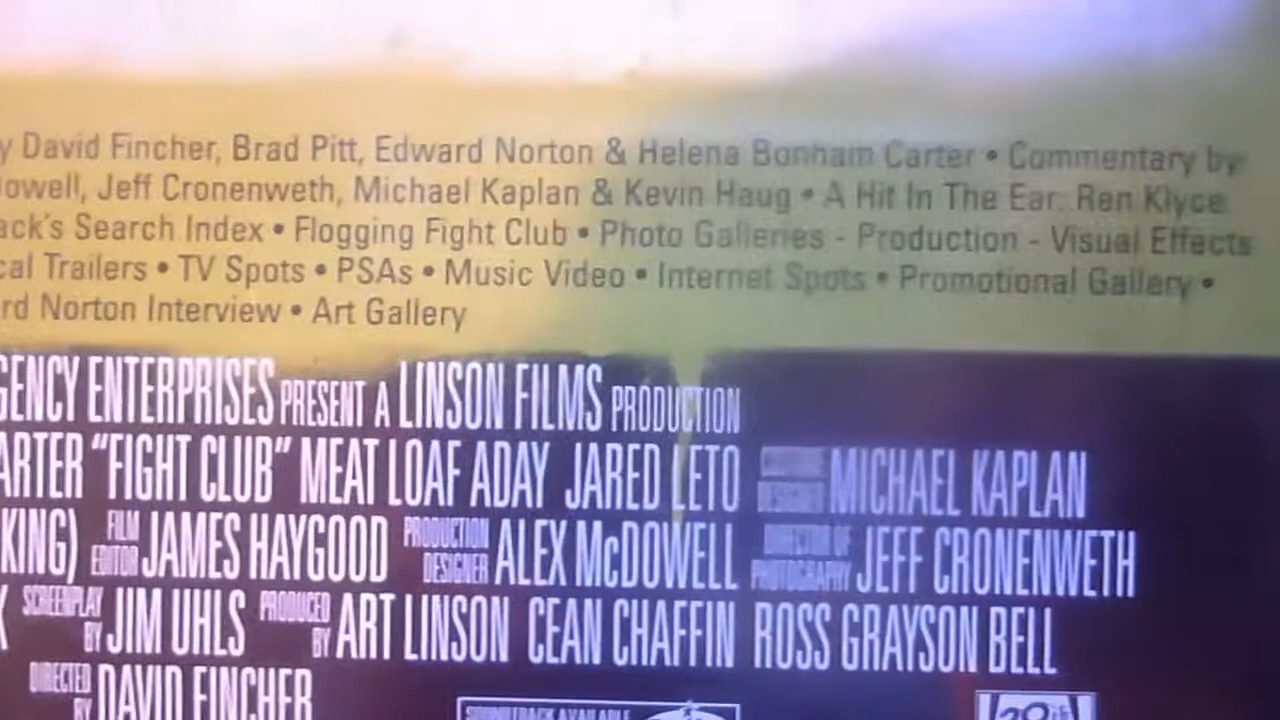 y David Fincher, Brad Pitt, Edward Norton & Helena Bonham Carter • Commentary by
owell, Jeff Cronenweth, Michael Kaplan & Kevin Haug • A Hit In The Ear: Ren Klyce
ack's Search Index • Flogging Fight Club • Photo Galleries - Production - Visual Effects
cal Trailers • TV Spots • PSAs • Music Video • Internet Spots • Promotional Gallery •
rd Norton Interview • Art Gallery
GENCY ENTERPRISES PRESENT A LINSON FILMS PRODUCTION
ARTER “FIGHT CLUB” MEAT LOAF ADAY JARED LETO MICHAEL KAPLAN
KING) FILM EDITOR JAMES HAYGOOD PRODUCTION DESIGNER ALEX McDOWELL DIRECTOR OF PHOTOGRAPHY JEFF CRONENWETH
SCREENPLAY BY JIM UHLS PRODUCED BY ART LINSON CEAN CHAFFIN ROSS GRAYSON BELL
DIRECTED BY DAVID FINCHER
SOUNDTRACK AVAILABLE
20TH